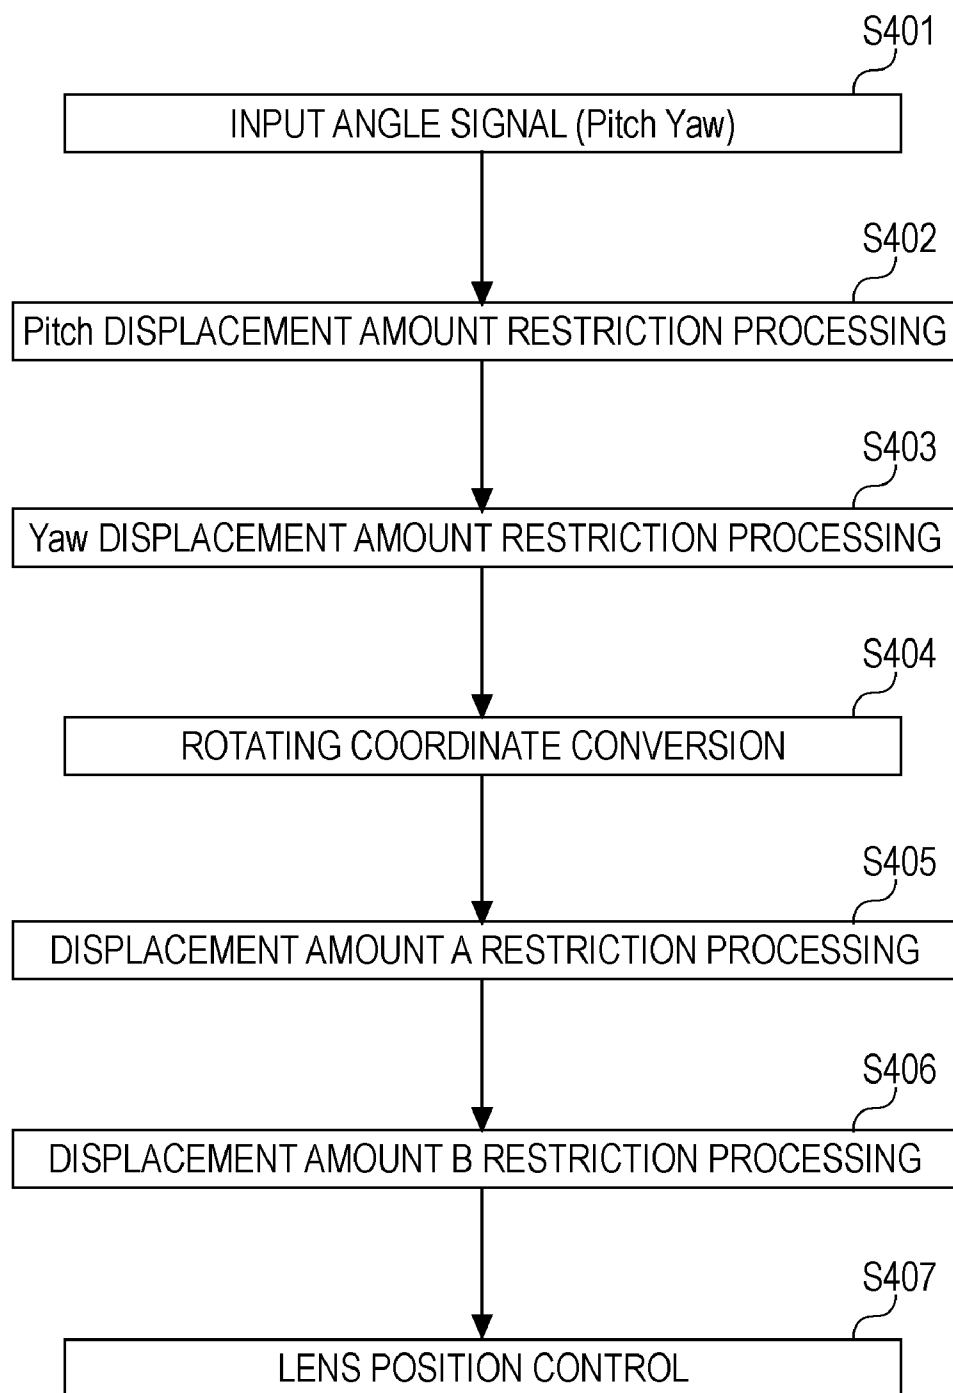 S401
INPUT ANGLE SIGNAL (Pitch Yaw)
S402
Pitch DISPLACEMENT AMOUNT RESTRICTION PROCESSING
S403
Yaw DISPLACEMENT AMOUNT RESTRICTION PROCESSING
S404
ROTATING COORDINATE CONVERSION
S405
DISPLACEMENT AMOUNT A RESTRICTION PROCESSING
S406
DISPLACEMENT AMOUNT B RESTRICTION PROCESSING
S407
LENS POSITION CONTROL